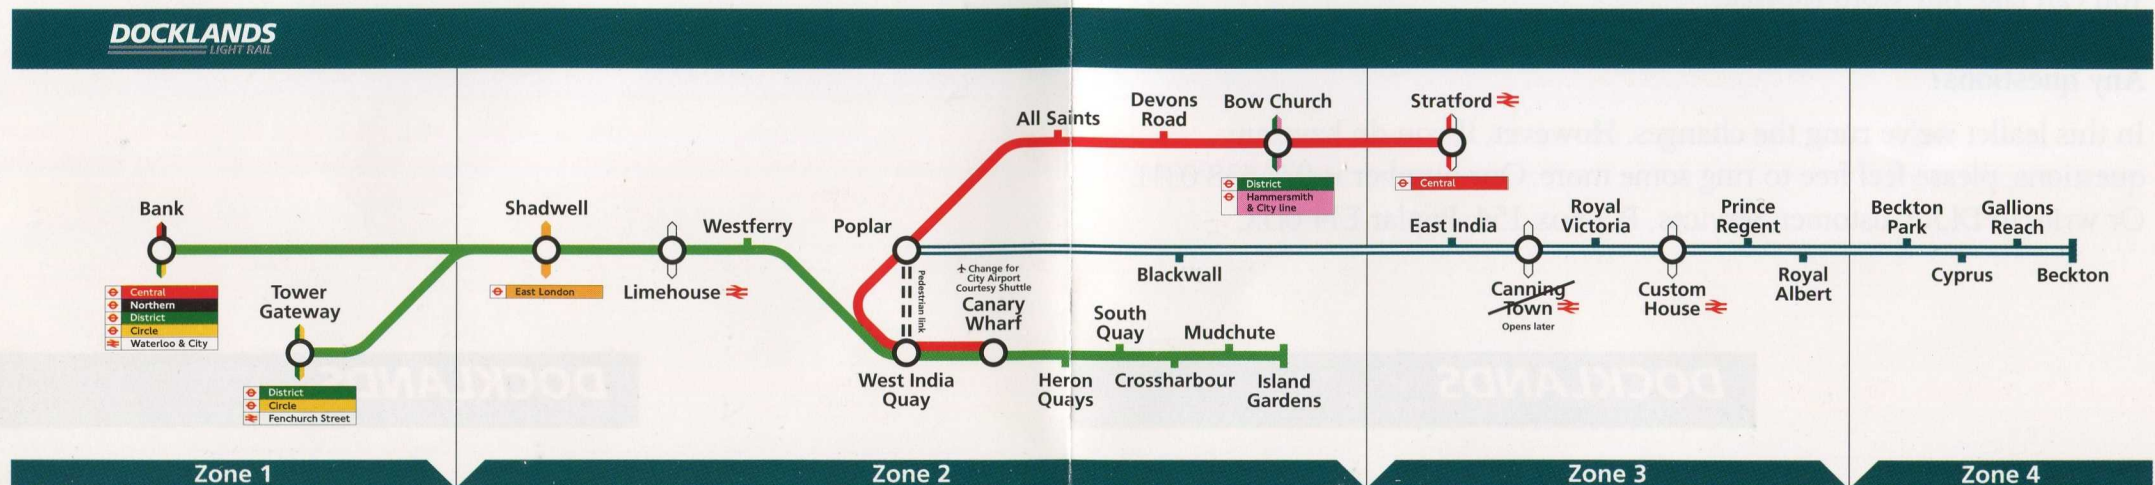 DOCKLANDS
LIGHT RAIL
Bank
Central
Northern
District
Circle
Waterloo & City
Tower
Gateway
District
Circle
Fenchurch Street
Shadwell
East London
Limehouse
Westferry
Poplar
Pedestrian link
West India
Quay
Change for
City Airport
Courtesy Shuttle
Canary
Wharf
Heron
Quays
South
Quay
Crossharbour
Mudchute
Island
Gardens
All Saints
Devons
Road
Bow Church
District
Hammersmith
& City line
Stratford
Central
Blackwall
East India
Canning
Town
Opens later
Royal
Victoria
Custom
House
Prince
Regent
Royal
Albert
Beckton
Park
Cyprus
Gallions
Reach
Beckton
Zone 1
Zone 2
Zone 3
Zone 4